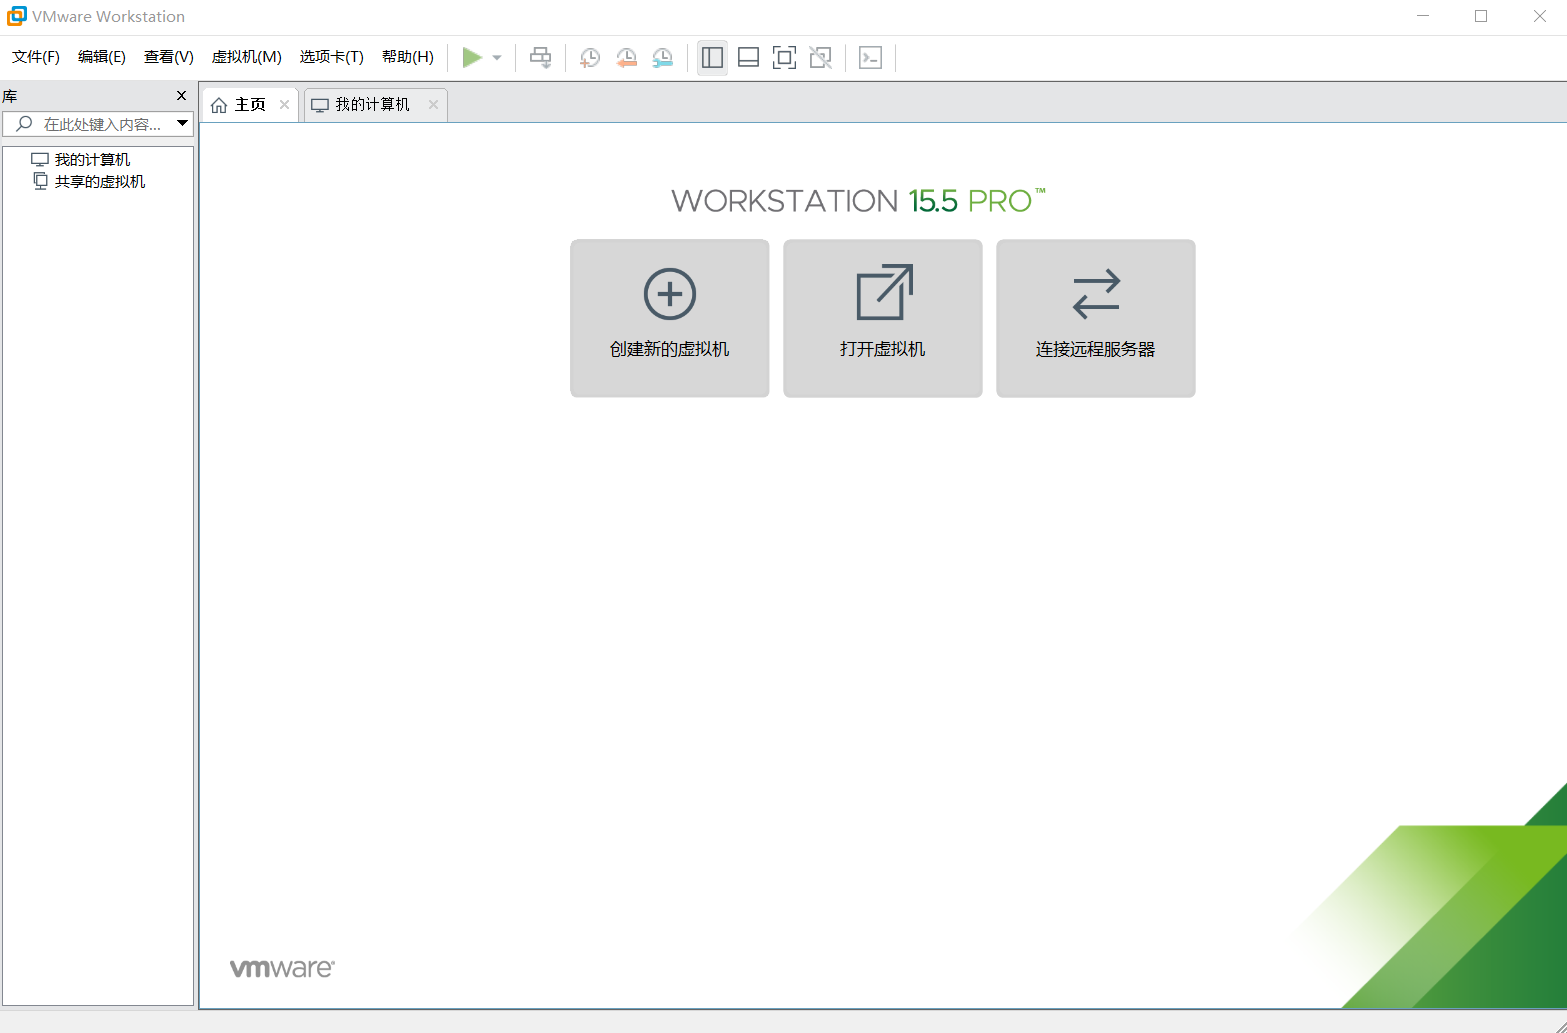 VMware Workstation
文件(F) 编辑(E) 查看(V) 虚拟机(M) 选项卡(T) 帮助(H)
库
在此处键入内容...
我的计算机
共享的虚拟机
主页
我的计算机
WORKSTATION 15.5 PRO™
创建新的虚拟机
打开虚拟机
连接远程服务器
vmware®